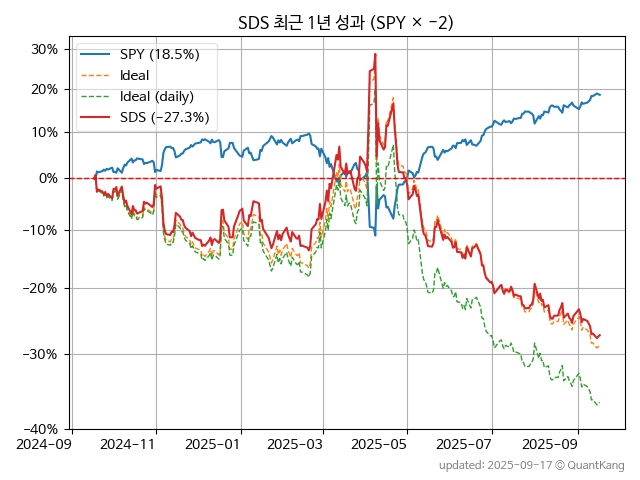 SDS 최근 1년 성과 (SPY × −2)
30%
20%
10%
0%
−10%
−20%
−30%
−40%
SPY (18.5%)
Ideal
Ideal (daily)
SDS (−27.3%)
2024-09
2024-11
2025-01
2025-03
2025-05
2025-07
2025-09
updated: 2025-09-17 © QuantKang